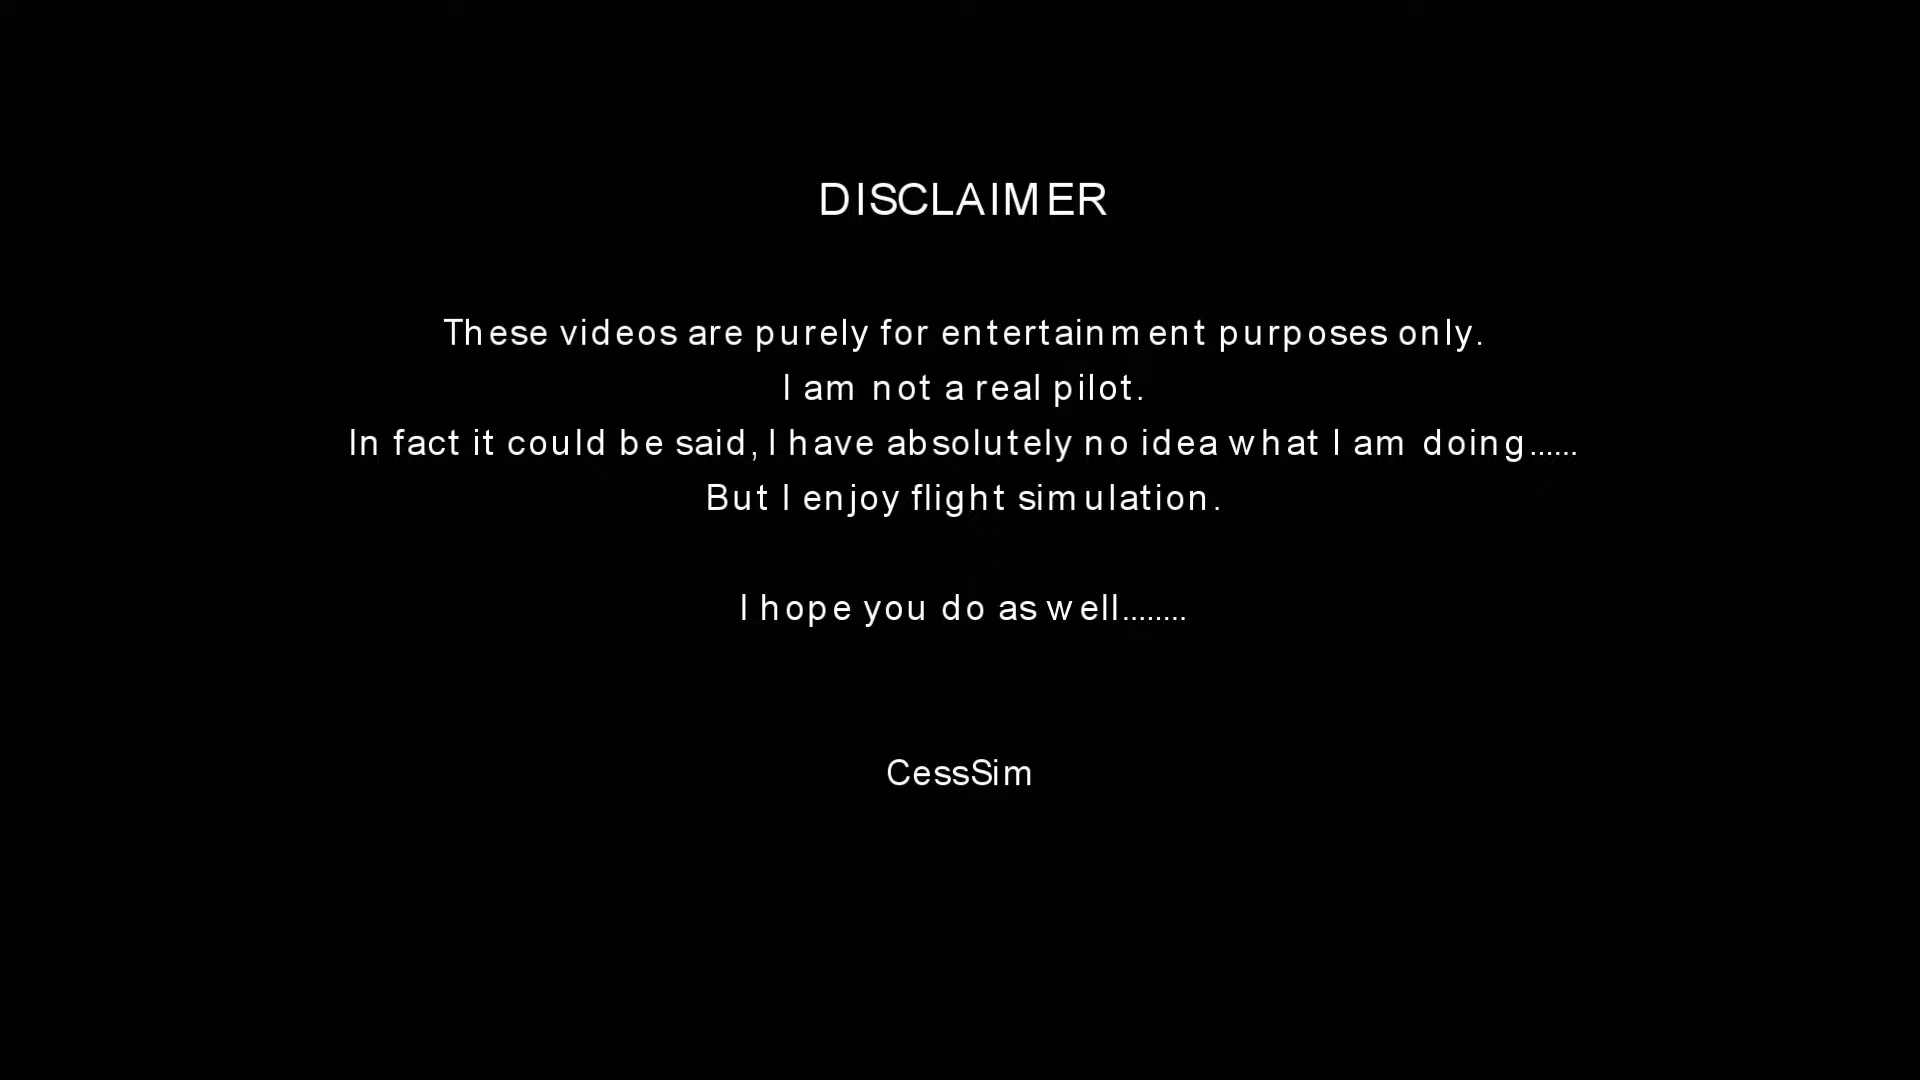 DISCLAIMER
These videos are purely for entertainment purposes only.
I am not a real pilot.
In fact it could be said, I have absolutely no idea what I am doing......
But I enjoy flight simulation.
I hope you do as well........
CessSim